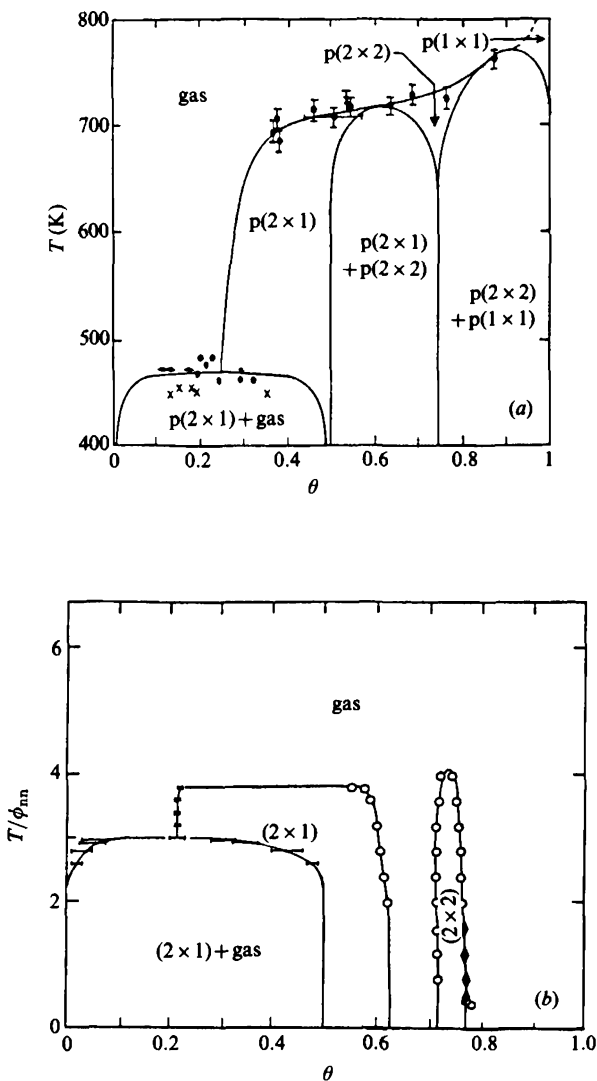 800
p(1 × 1)
p(2 × 2)
gas
700
T (K)
600
p(2 × 1)
p(2 × 1)
+ p(2 × 2)
p(2 × 2)
+ p(1 × 1)
500
p(2 × 1) + gas
(a)
400
0 0.2 0.4 0.6 0.8 1
θ
6
gas
4
T/ϕnn
(2 × 1)
2
(2 × 2)
(2 × 1) + gas
(b)
0
0 0.2 0.4 0.6 0.8 1.0
θ